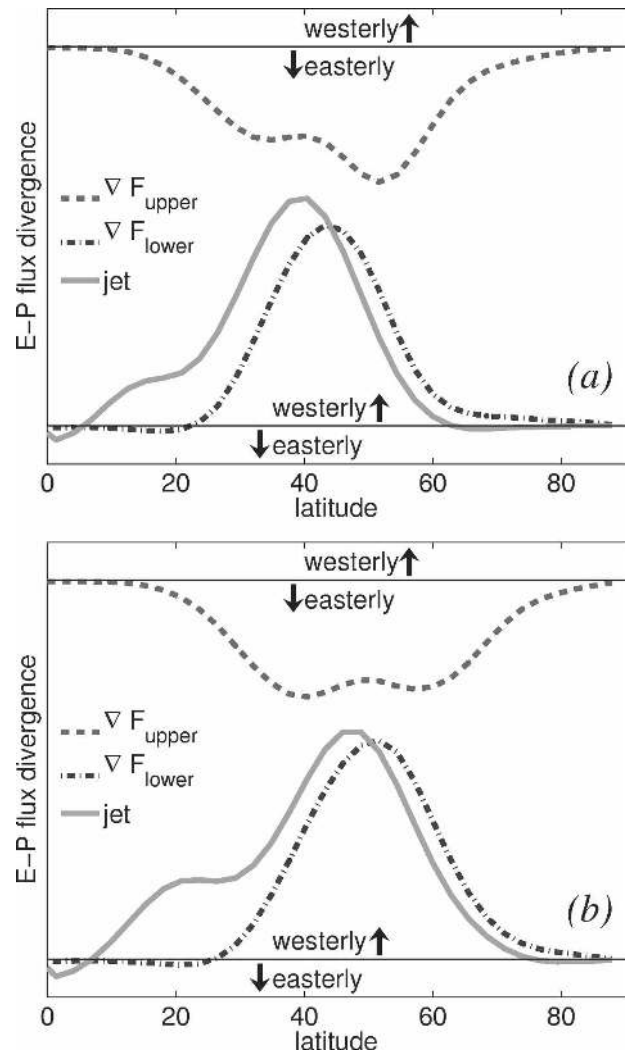 westerly
easterly
E-P flux divergence
∇ F_upper
∇ F_lower
jet
(a)
westerly
easterly
0 20 40 60 80
latitude
westerly
easterly
E-P flux divergence
∇ F_upper
∇ F_lower
jet
(b)
westerly
easterly
0 20 40 60 80
latitude